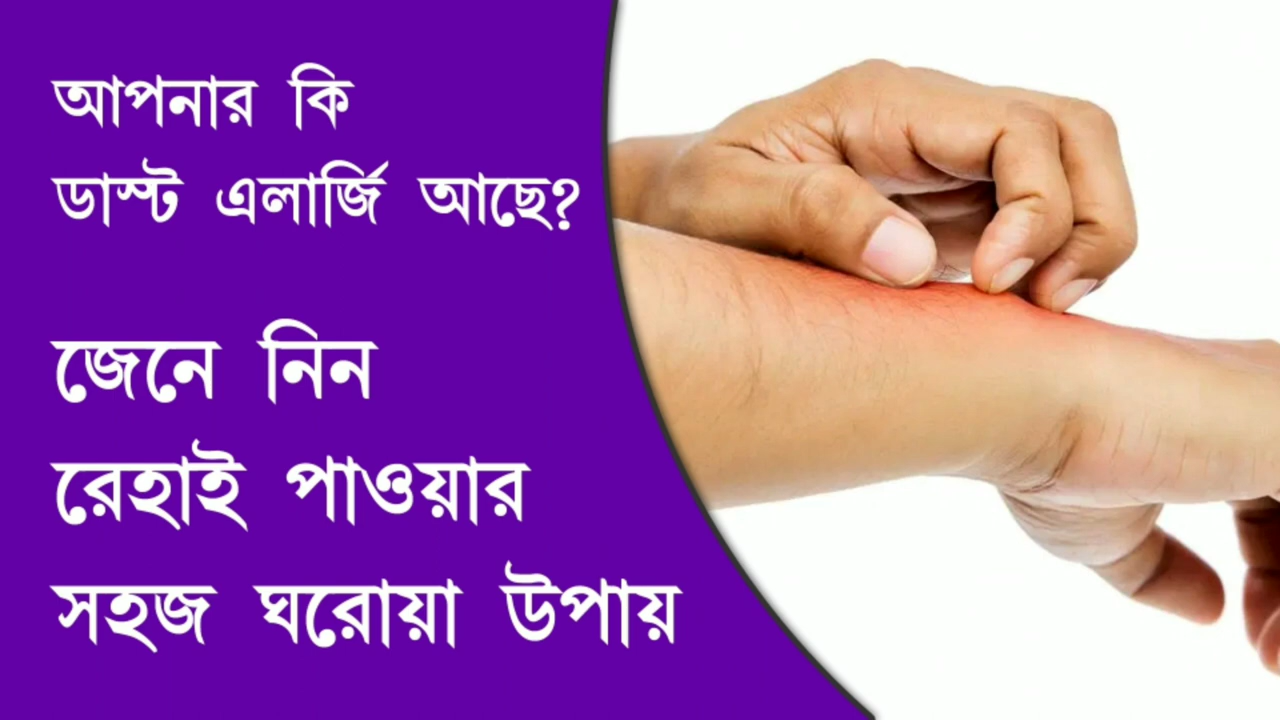 আপনার কি
ডাস্ট এলার্জি আছে?
জেনে নিন
রেহাই পাওয়ার
সহজ ঘরোয়া উপায়